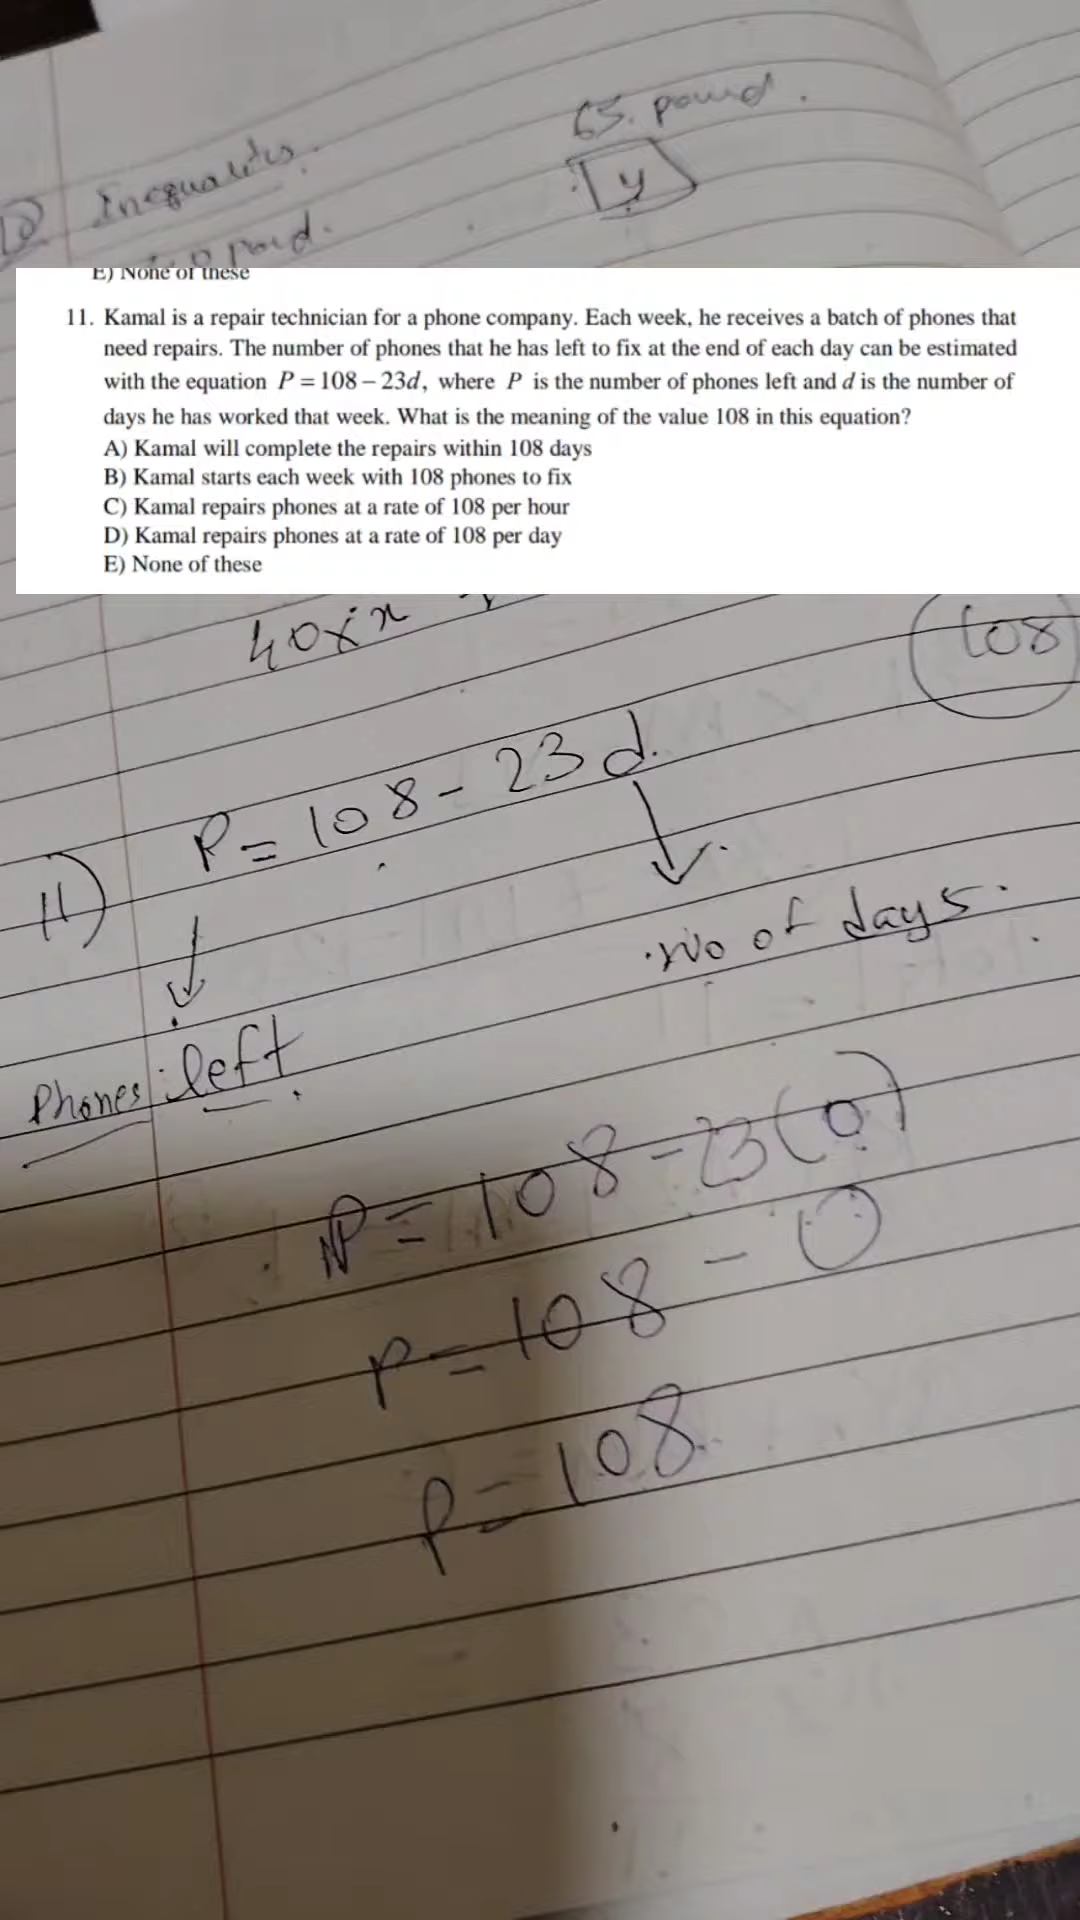 65. pound.
Inequality.
y
E) None of these
11. Kamal is a repair technician for a phone company. Each week, he receives a batch of phones that
need repairs. The number of phones that he has left to fix at the end of each day can be estimated
with the equation P = 108 – 23d, where P is the number of phones left and d is the number of
days he has worked that week. What is the meaning of the value 108 in this equation?
A) Kamal will complete the repairs within 108 days
B) Kamal starts each week with 108 phones to fix
C) Kamal repairs phones at a rate of 108 per hour
D) Kamal repairs phones at a rate of 108 per day
E) None of these
40xx
108
11) P = 108 - 23d.
No of days.
Phones left
P = 108 - 23(0)
P = 108 - 0
P = 108